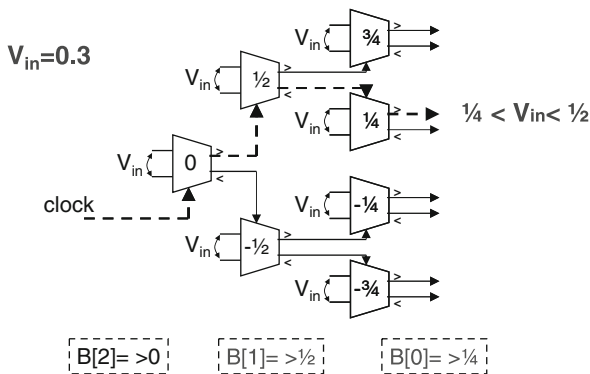 V_in=0.3
V_in ¾ > <
V_in ½ > <
V_in ¼ > <
¼ < V_in < ½
V_in 0 > <
clock
V_in -¼ > <
V_in -½ > <
V_in -¾ > <
B[2]= >0
B[1]= >½
B[0]= >¼